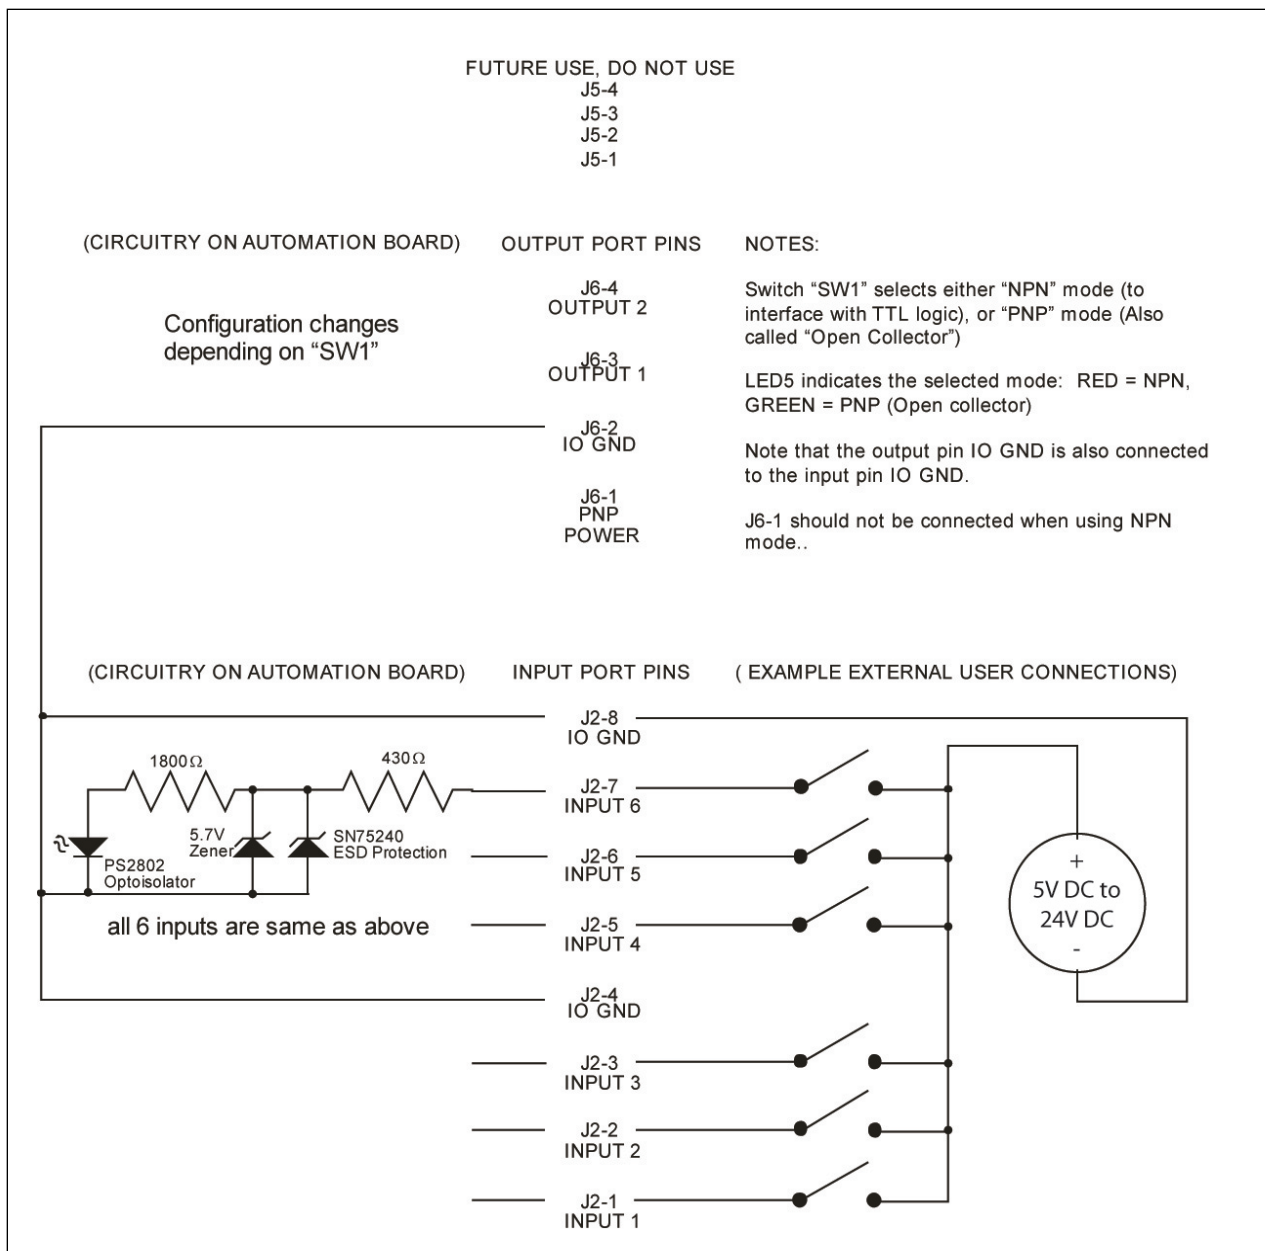 FUTURE USE, DO NOT USE
J5-4
J5-3
J5-2
J5-1
(CIRCUITRY ON AUTOMATION BOARD)
OUTPUT PORT PINS
NOTES:
Configuration changes
depending on “SW1”
J6-4
OUTPUT 2
J6-3
OUTPUT 1
J6-2
IO GND
J6-1
PNP
POWER
Switch “SW1” selects either “NPN” mode (to
interface with TTL logic), or “PNP” mode (Also
called “Open Collector”)
LED5 indicates the selected mode: RED = NPN,
GREEN = PNP (Open collector)
Note that the output pin IO GND is also connected
to the input pin IO GND.
J6-1 should not be connected when using NPN
mode..
(CIRCUITRY ON AUTOMATION BOARD)
INPUT PORT PINS
( EXAMPLE EXTERNAL USER CONNECTIONS)
J2-8
IO GND
1800Ω
430Ω
J2-7
INPUT 6
5.7V
Zener
SN75240
ESD Protection
PS2802
Optoisolator
J2-6
INPUT 5
+
5V DC to
24V DC
-
all 6 inputs are same as above
J2-5
INPUT 4
J2-4
IO GND
J2-3
INPUT 3
J2-2
INPUT 2
J2-1
INPUT 1